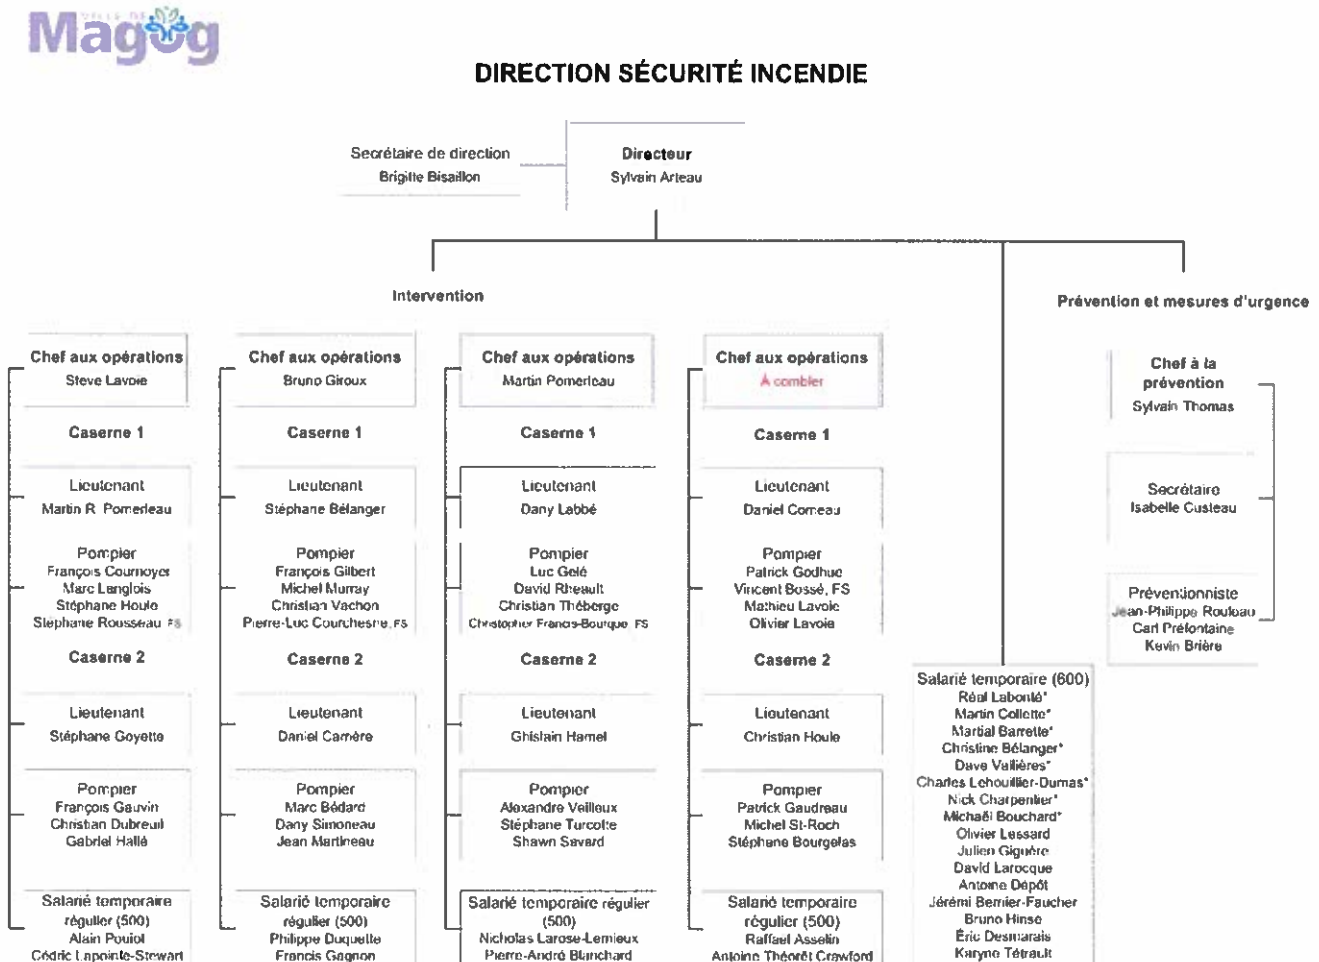 VILLE DE
Magog
DIRECTION SÉCURITÉ INCENDIE
Secrétaire de direction
Brigitte Bisaillon
Directeur
Sylvain Arteau
Intervention
Prévention et mesures d'urgence
Chef aux opérations
Steve Lavoie
Caserne 1
Lieutenant
Martin R. Pomerleau
Pompier
François Cournoyer
Marc Langlois
Stéphane Houle
Stéphane Rousseau FS
Caserne 2
Lieutenant
Stéphane Goyette
Pompier
François Gauvin
Christian Dubreuil
Gabriel Hallé
Salarié temporaire
régulier (500)
Alain Pouiol
Cédric Lapointe-Stewart
Chef aux opérations
Bruno Giroux
Caserne 1
Lieutenant
Stéphane Bélanger
Pompier
François Gilbert
Michel Murray
Christian Vachon
Pierre-Luc Courchesne, FS
Caserne 2
Lieutenant
Daniel Carrière
Pompier
Marc Bédard
Dany Simoneau
Jean Martineau
Salarié temporaire
régulier (500)
Philippe Duquette
Francis Gagnon
Chef aux opérations
Martin Pomerleau
Caserne 1
Lieutenant
Dany Labbé
Pompier
Luc Gelé
David Rheault
Christian Théberge
Christopher Francis-Bourque, FS
Caserne 2
Lieutenant
Ghislain Hamel
Pompier
Alexandre Veilleux
Stéphane Turcotte
Shawn Savard
Salarié temporaire régulier
(500)
Nicholas Larose-Lemieux
Pierre-André Blanchard
Chef aux opérations
À combler
Caserne 1
Lieutenant
Daniel Comeau
Pompier
Patrick Godhue
Vincent Bossé, FS
Mathieu Lavoie
Olivier Lavoie
Caserne 2
Lieutenant
Christian Houle
Pompier
Patrick Gaudreau
Michel St-Roch
Stéphane Bourgelas
Salarié temporaire
régulier (500)
Raffael Asselin
Antoine Théorêt Crawford
Salarié temporaire (600)
Réal Labonté*
Martin Collette*
Martial Barrette*
Christine Bélanger*
Dave Vallières*
Charles Lehouillier-Dumas*
Nick Charpentier*
Michaël Bouchard*
Olivier Lessard
Julien Giguère
David Larocque
Antoine Dépôt
Jérémi Bernier-Faucher
Bruno Hinse
Éric Desmarais
Karyne Tétrault
Chef à la
prévention
Sylvain Thomas
Secrétaire
Isabelle Custeau
Préventionniste
Jean-Philippe Rouleau
Carl Préfontaine
Kevin Brière